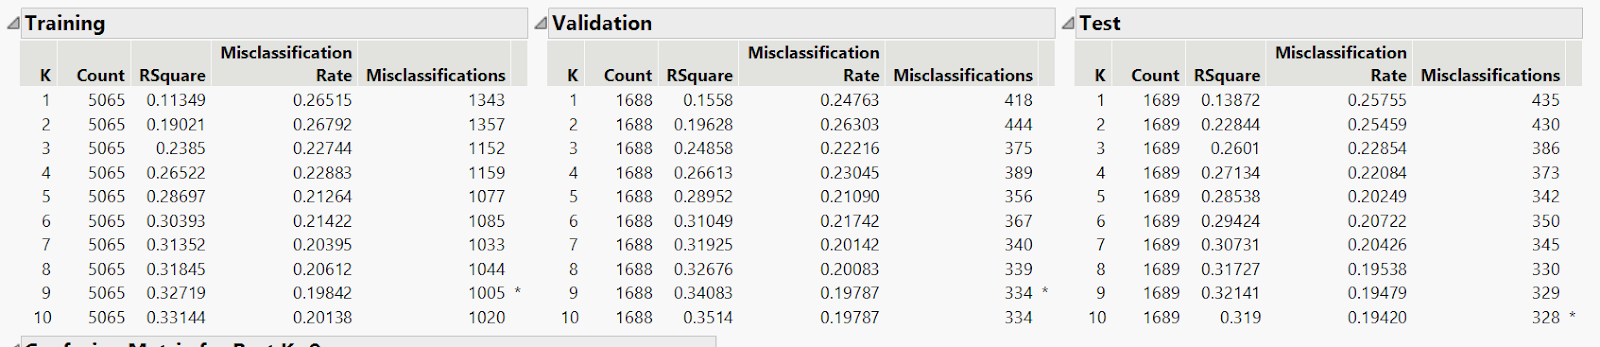 Training Validation Test
Misclassification Misclassification Misclassification
K Count RSquare Rate Misclassifications K Count RSquare Rate Misclassifications K Count RSquare Rate Misclassifications
1 5065 0.11349 0.26515 1343 1 1688 0.1558 0.24763 418 1 1689 0.13872 0.25755 435
2 5065 0.19021 0.26792 1357 2 1688 0.19628 0.26303 444 2 1689 0.22844 0.25459 430
3 5065 0.2385 0.22744 1152 3 1688 0.24858 0.22216 375 3 1689 0.2601 0.22854 386
4 5065 0.26522 0.22883 1159 4 1688 0.26613 0.23045 389 4 1689 0.27134 0.22084 373
5 5065 0.28697 0.21264 1077 5 1688 0.28952 0.21090 356 5 1689 0.28538 0.20249 342
6 5065 0.30393 0.21422 1085 6 1688 0.31049 0.21742 367 6 1689 0.29424 0.20722 350
7 5065 0.31352 0.20395 1033 7 1688 0.31925 0.20142 340 7 1689 0.30731 0.20426 345
8 5065 0.31845 0.20612 1044 8 1688 0.32676 0.20083 339 8 1689 0.31727 0.19538 330
9 5065 0.32719 0.19842 1005 * 9 1688 0.34083 0.19787 334 * 9 1689 0.32141 0.19479 329
10 5065 0.33144 0.20138 1020 10 1688 0.3514 0.19787 334 10 1689 0.319 0.19420 328 *